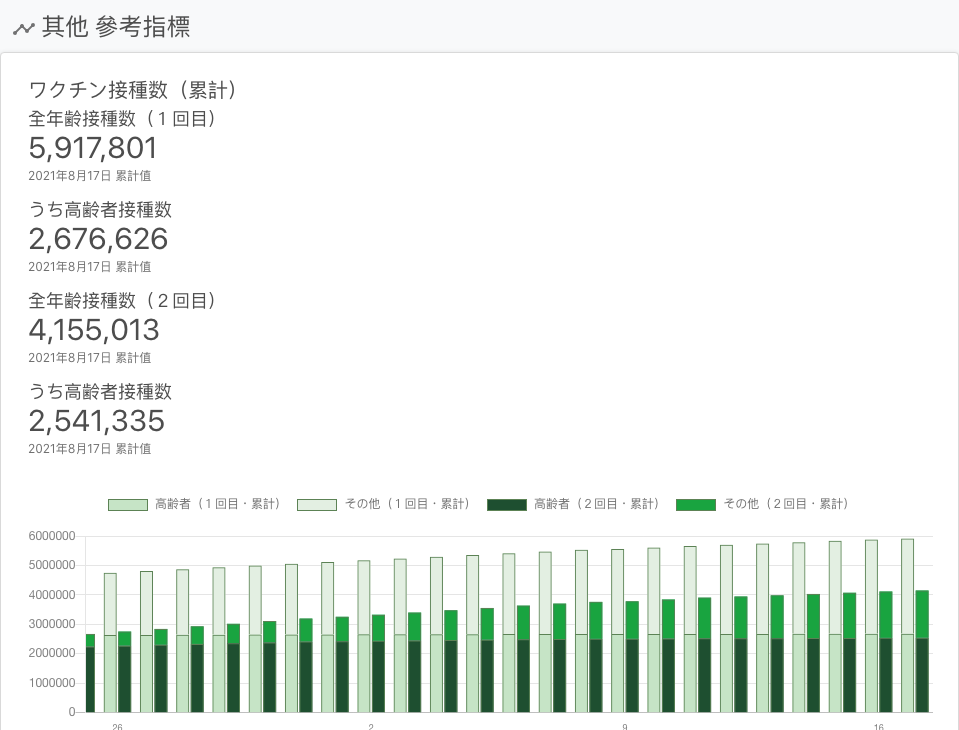 其他 參考指標
ワクチン接種数（累計）
全年齢接種数（１回目）
5,917,801
2021年8月17日 累計值
うち高齢者接種数
2,676,626
2021年8月17日 累計值
全年齢接種数（２回目）
4,155,013
2021年8月17日 累計值
うち高齢者接種数
2,541,335
2021年8月17日 累計值
高齢者（１回目・累計） その他（１回目・累計） 高齢者（２回目・累計） その他（２回目・累計）
6000000
5000000
4000000
3000000
2000000
1000000
0
26 2 9 16